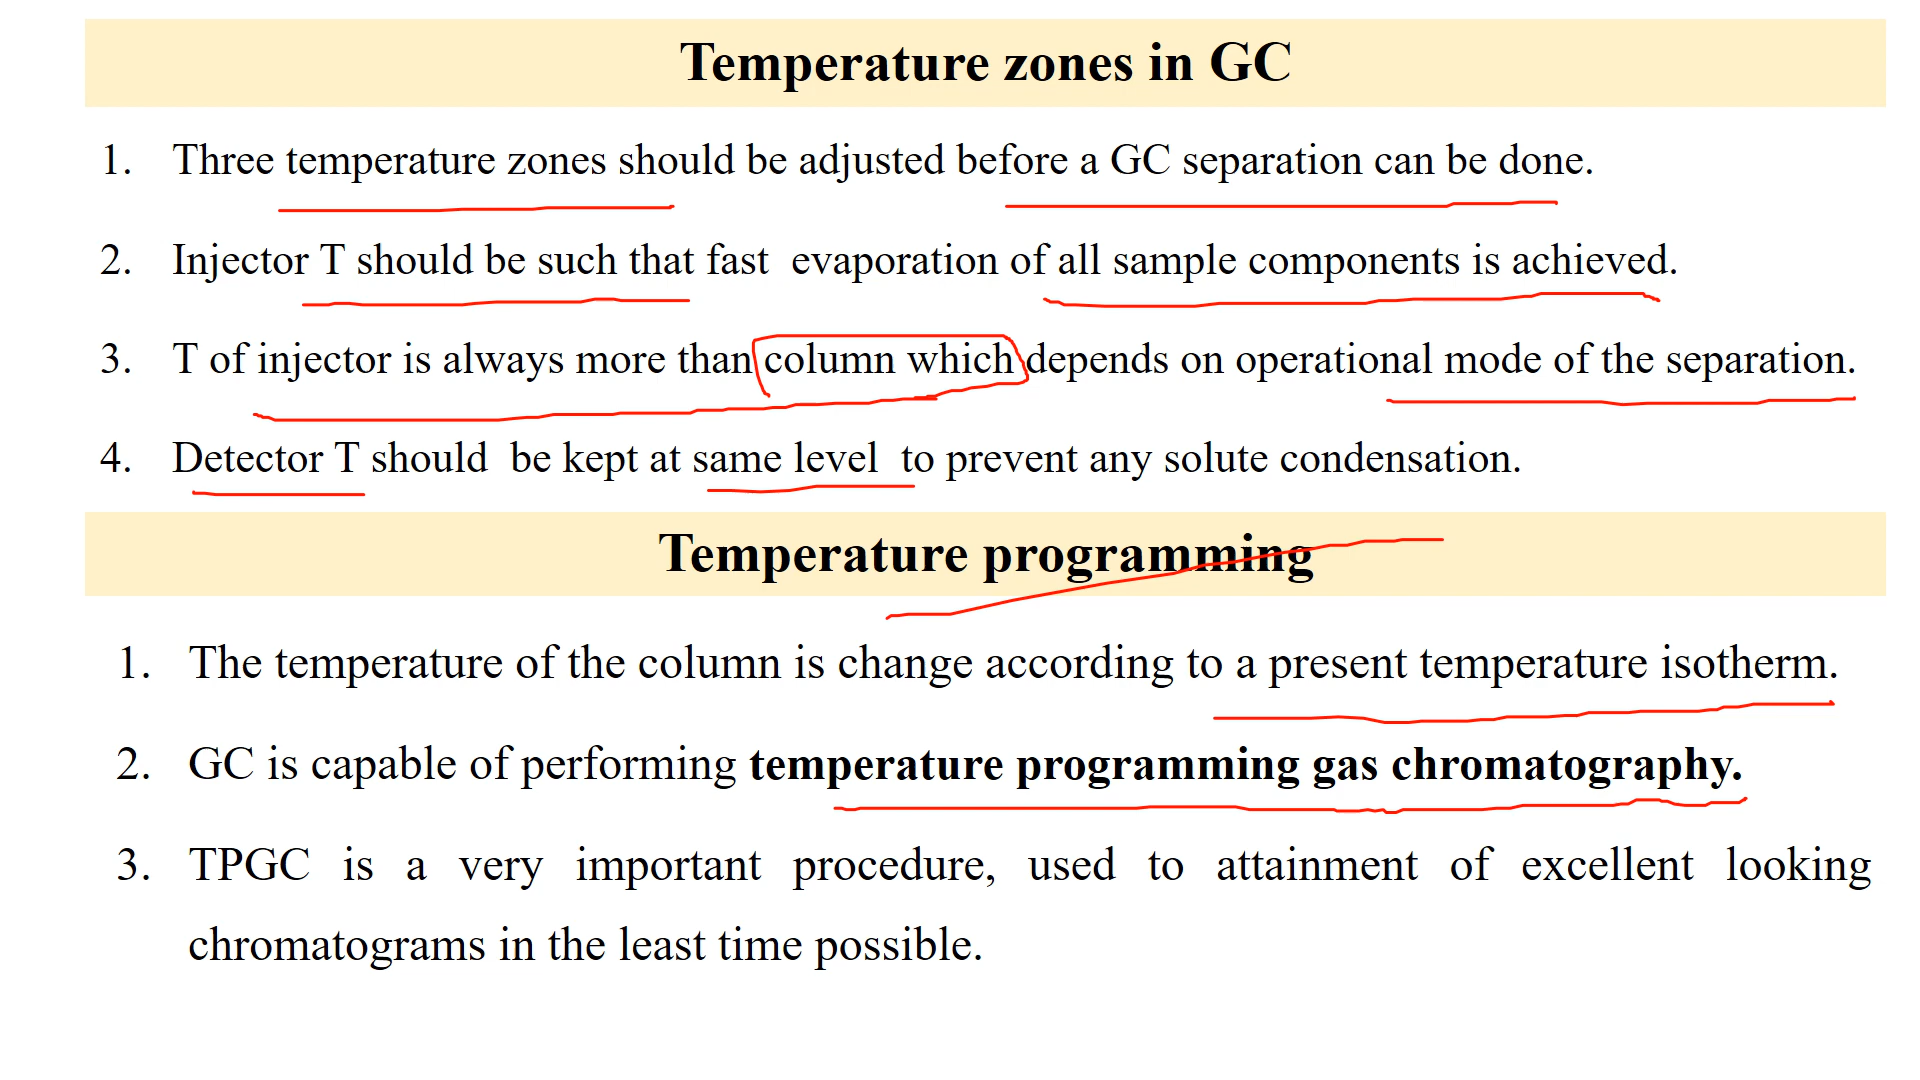 Temperature zones in GC
1. Three temperature zones should be adjusted before a GC separation can be done.
2. Injector T should be such that fast evaporation of all sample components is achieved.
3. T of injector is always more than column which depends on operational mode of the separation.
4. Detector T should be kept at same level to prevent any solute condensation.
Temperature programming
1. The temperature of the column is change according to a present temperature isotherm.
2. GC is capable of performing temperature programming gas chromatography.
3. TPGC is a very important procedure, used to attainment of excellent looking
chromatograms in the least time possible.